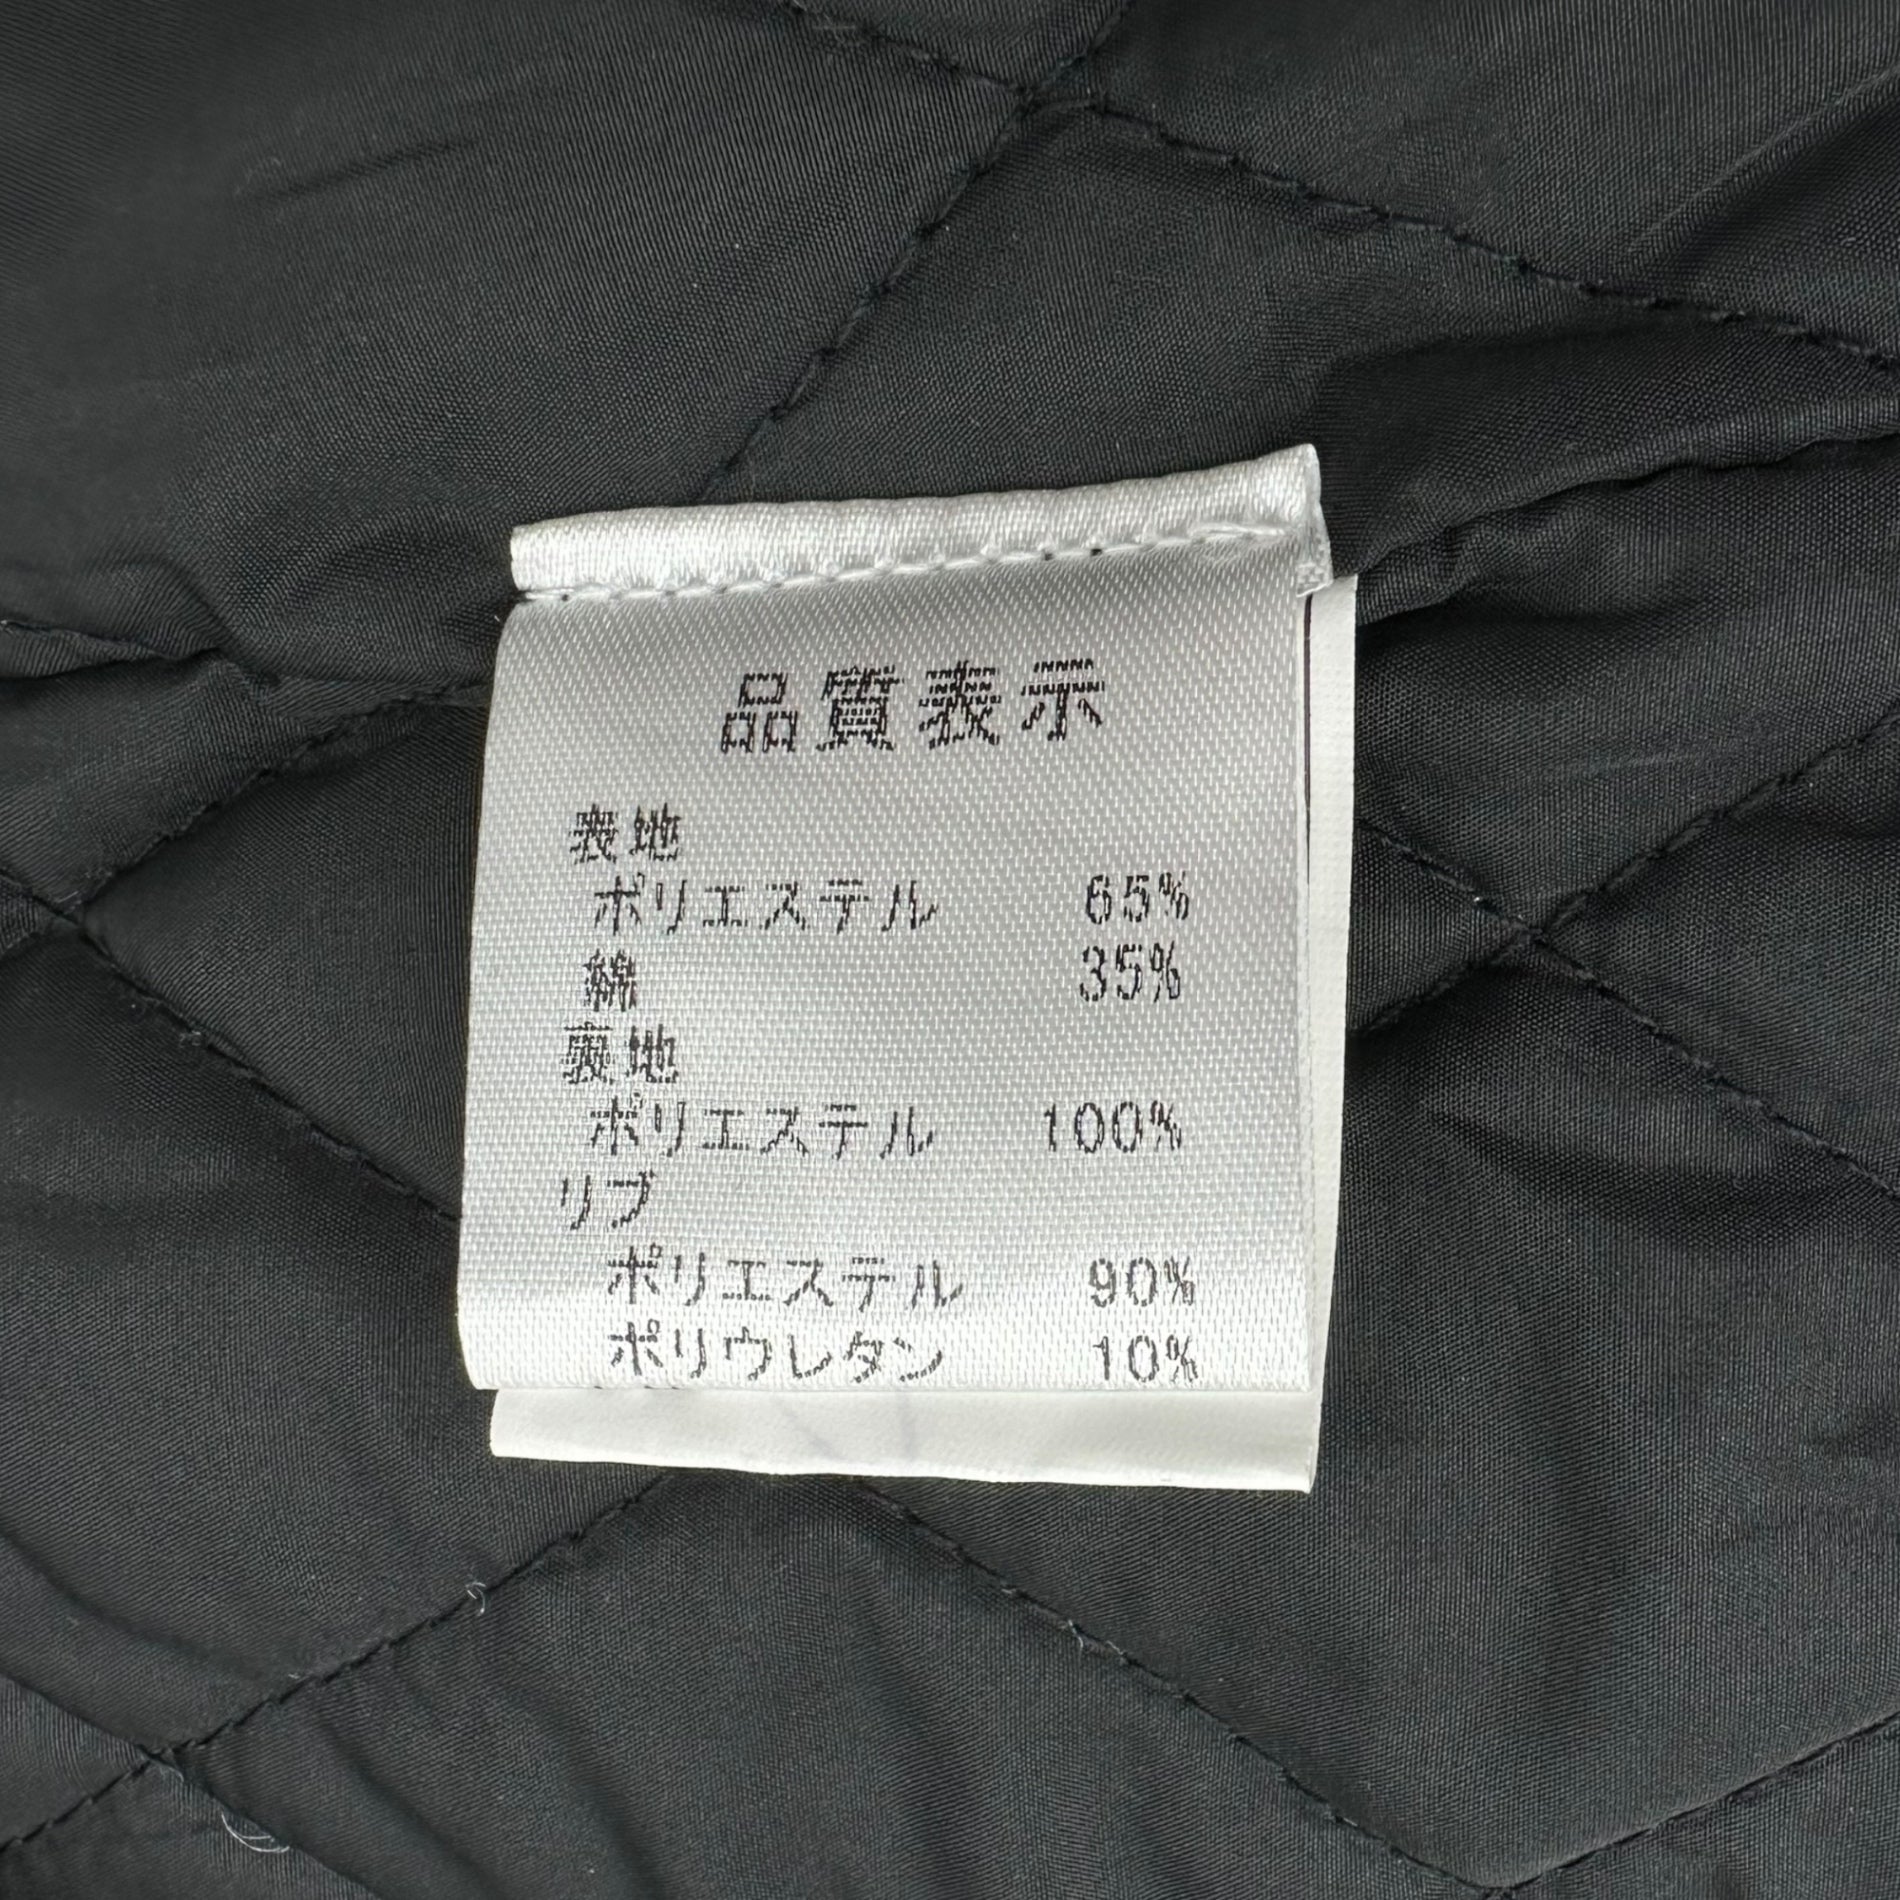 品質表示
表地
ポリエステル 65%
綿 35%
裏地
ポリエステル 100%
リブ
ポリエステル 90%
ポリウレタン 10%